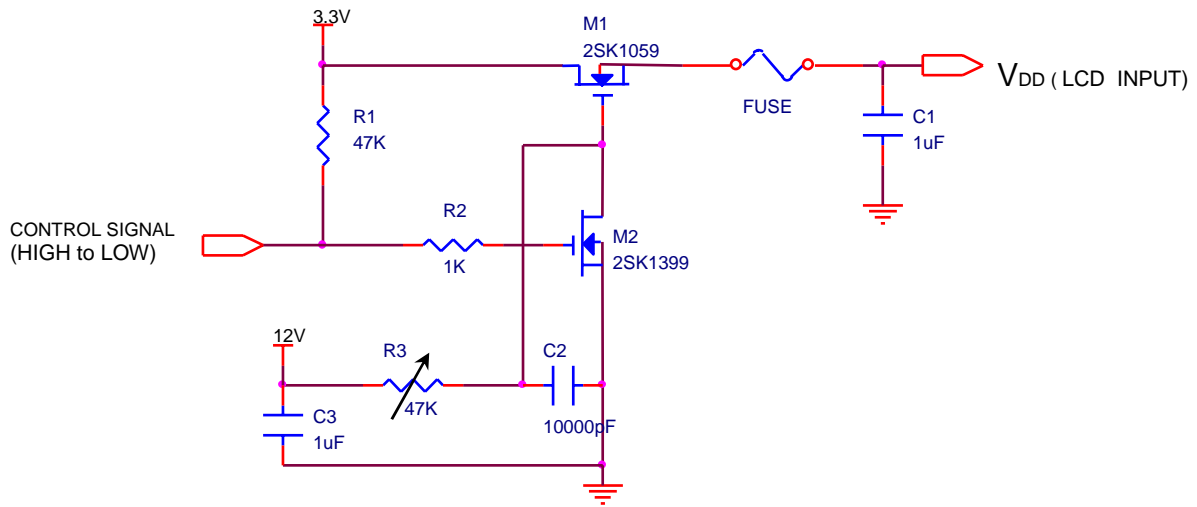 3.3V
M1
2SK1059
FUSE
VDD ( LCD INPUT)
R1
47K
C1
1uF
CONTROL SIGNAL
(HIGH to LOW)
R2
1K
M2
2SK1399
12V
R3
47K
C2
10000pF
C3
1uF